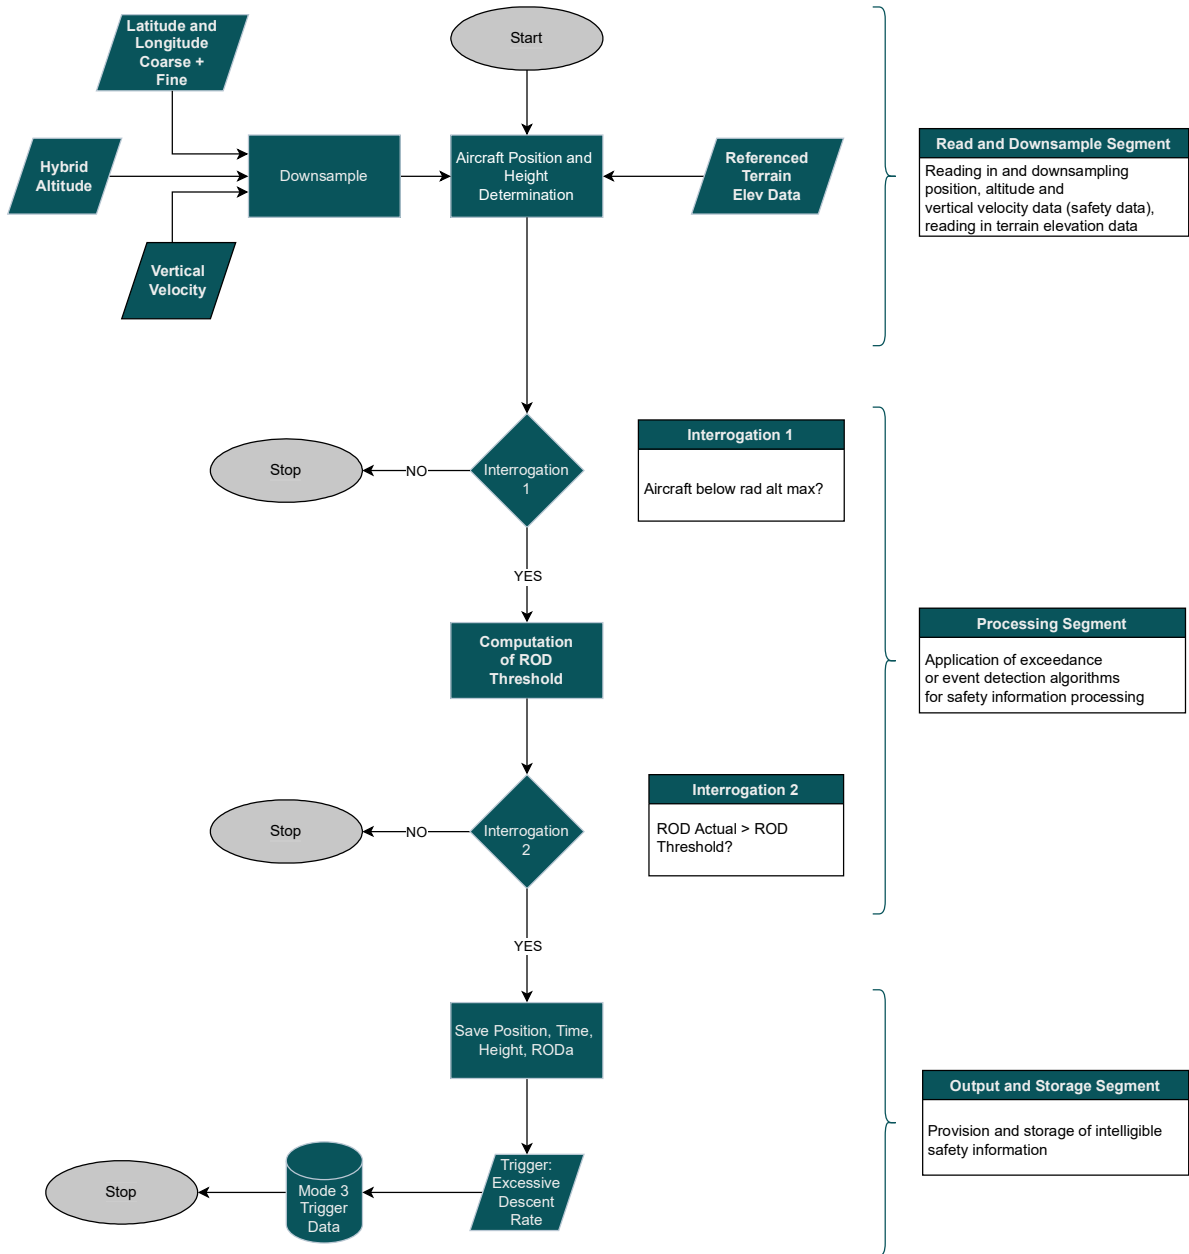 Latitude and
Longitude
Coarse +
Fine
Start
Hybrid
Altitude
Downsample
Aircraft Position and
Height
Determination
Referenced
Terrain
Elev Data
Vertical
Velocity
Read and Downsample Segment
Reading in and downsampling
position, altitude and
vertical velocity data (safety data),
reading in terrain elevation data
Stop
NO
Interrogation
1
Interrogation 1
Aircraft below rad alt max?
YES
Computation
of ROD
Threshold
Processing Segment
Application of exceedance
or event detection algorithms
for safety information processing
Stop
NO
Interrogation
2
Interrogation 2
ROD Actual > ROD
Threshold?
YES
Save Position, Time,
Height, RODa
Output and Storage Segment
Provision and storage of intelligible
safety information
Stop
Mode 3
Trigger
Data
Trigger:
Excessive
Descent
Rate